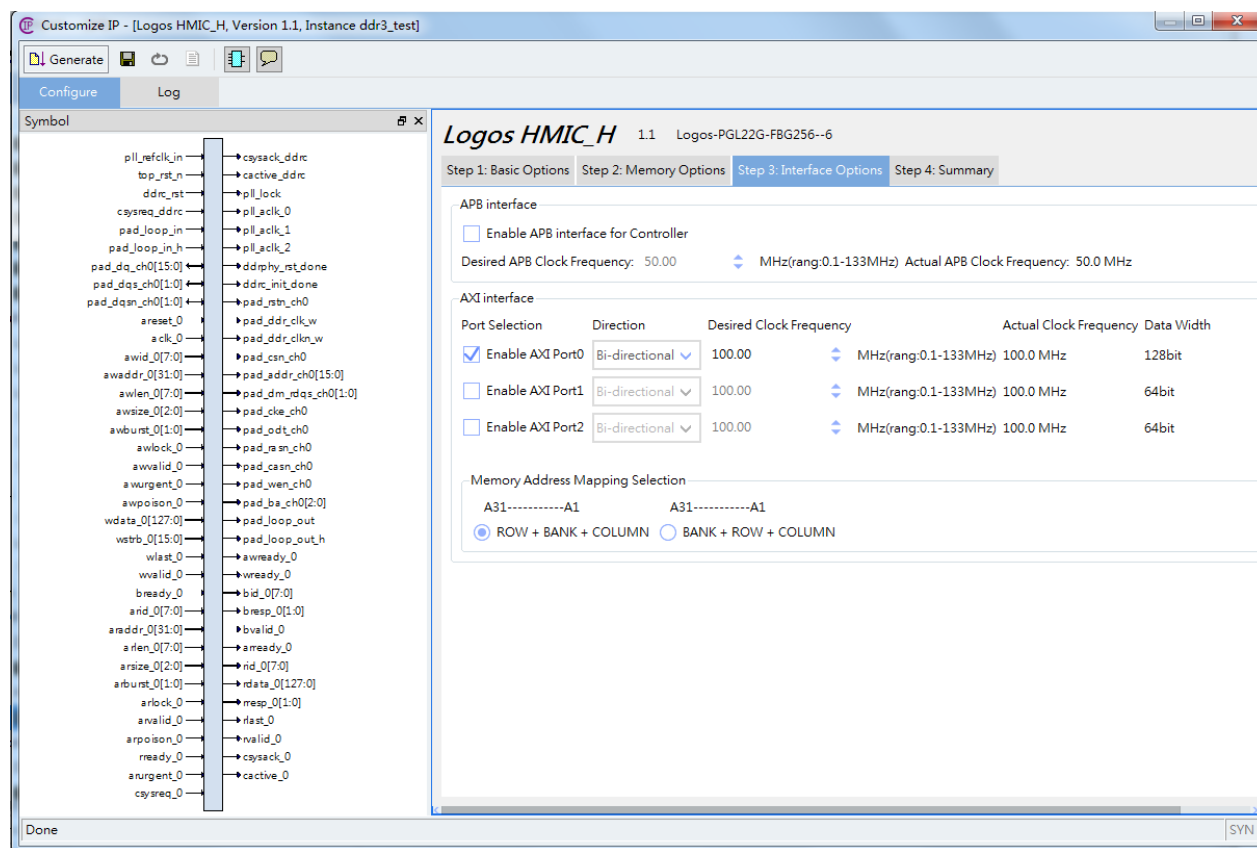 Customize IP - [Logos HMIC_H, Version 1.1, Instance ddr3_test]
Generate
Configure Log
Symbol
pll_refclk_in csysack_ddrc
top_rst_n cactive_ddrc
ddrc_rst pll_lock
csysreq_ddrc pll_aclk_0
pad_loop_in pll_aclk_1
pad_loop_in_h pll_aclk_2
pad_dq_ch0[15:0] ddrphy_rst_done
pad_dqs_ch0[1:0] ddrc_init_done
pad_dqsn_ch0[1:0] pad_rstn_ch0
areset_0 pad_ddr_clk_w
aclk_0 pad_ddr_clkn_w
awid_0[7:0] pad_csn_ch0
awaddr_0[31:0] pad_addr_ch0[15:0]
awlen_0[7:0] pad_dm_rdqs_ch0[1:0]
awsize_0[2:0] pad_cke_ch0
awburst_0[1:0] pad_odt_ch0
awlock_0 pad_rasn_ch0
awvalid_0 pad_casn_ch0
awurgent_0 pad_wen_ch0
awpoison_0 pad_ba_ch0[2:0]
wdata_0[127:0] pad_loop_out
wstrb_0[15:0] pad_loop_out_h
wlast_0 awready_0
wvalid_0 wready_0
bready_0 bid_0[7:0]
arid_0[7:0] bresp_0[1:0]
araddr_0[31:0] bvalid_0
arlen_0[7:0] arready_0
arsize_0[2:0] rid_0[7:0]
arburst_0[1:0] rdata_0[127:0]
arlock_0 rresp_0[1:0]
arvalid_0 rlast_0
arpoison_0 rvalid_0
rready_0 csysack_0
arurgent_0 cactive_0
csysreq_0
Logos HMIC_H 1.1 Logos-PGL22G-FBG256--6
Step 1: Basic Options Step 2: Memory Options Step 3: Interface Options Step 4: Summary
APB interface
Enable APB interface for Controller
Desired APB Clock Frequency: 50.00 MHz(rang:0.1-133MHz) Actual APB Clock Frequency: 50.0 MHz
AXI interface
Port Selection Direction Desired Clock Frequency Actual Clock Frequency Data Width
Enable AXI Port0 Bi-directional 100.00 MHz(rang:0.1-133MHz) 100.0 MHz 128bit
Enable AXI Port1 Bi-directional 100.00 MHz(rang:0.1-133MHz) 100.0 MHz 64bit
Enable AXI Port2 Bi-directional 100.00 MHz(rang:0.1-133MHz) 100.0 MHz 64bit
Memory Address Mapping Selection
A31-----------A1 A31-----------A1
ROW + BANK + COLUMN BANK + ROW + COLUMN
Done SYN